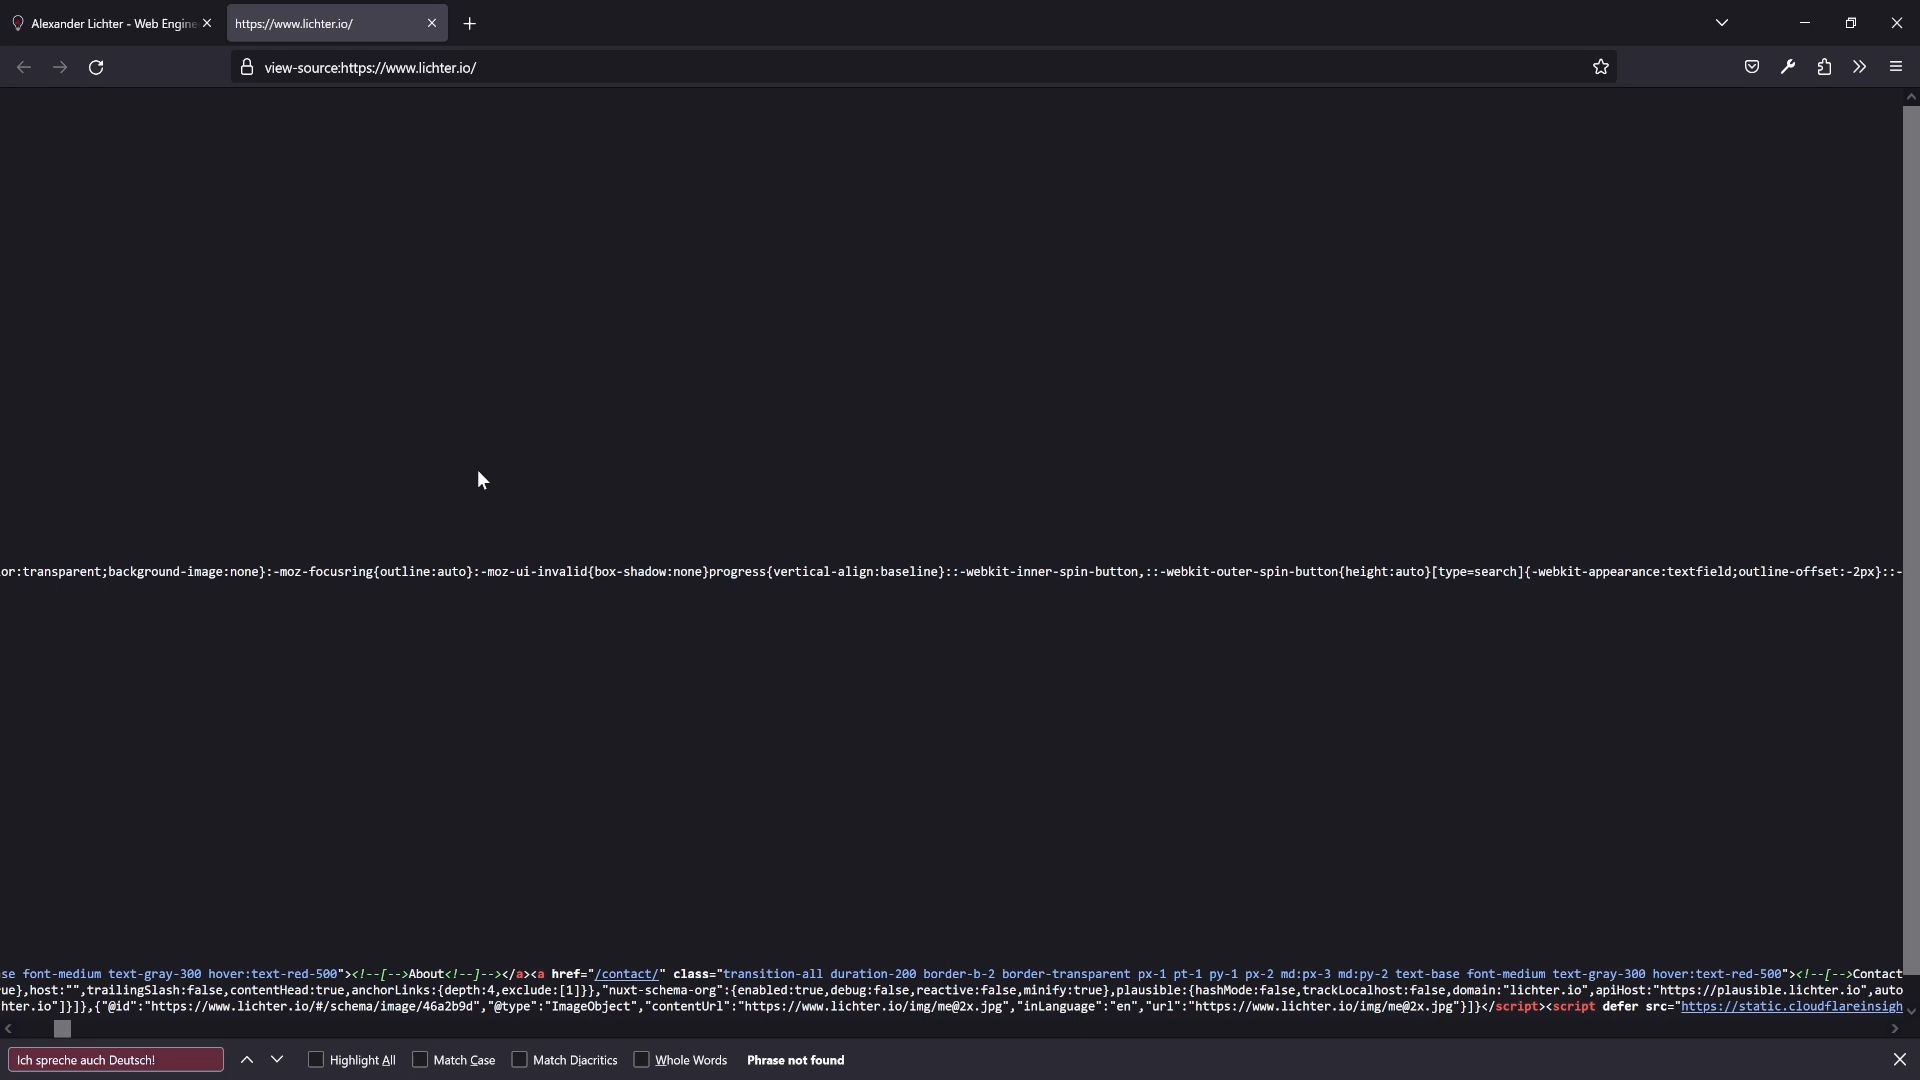 Alexander Lichter - Web Engine
https://www.lichter.io/
view-source:https://www.lichter.io/
or:transparent;background-image:none}:-moz-focusring{outline:auto}:-moz-ui-invalid{box-shadow:none}progress{vertical-align:baseline}::-webkit-inner-spin-button,::-webkit-outer-spin-button{height:auto}[type=search]{-webkit-appearance:textfield;outline-offset:-2px}::-
se font-medium text-gray-300 hover:text-red-500"><!--[-->About<!--]--></a><a href="/contact/" class="transition-all duration-200 border-b-2 border-transparent px-1 pt-1 py-1 px-2 md:px-3 md:py-2 text-base font-medium text-gray-300 hover:text-red-500"><!--[-->Contact
ue},host:"",trailingSlash:false,contentHead:true,anchorLinks:{depth:4,exclude:[1]}},"nuxt-schema-org":{enabled:true,debug:false,reactive:false,minify:true},plausible:{hashMode:false,trackLocalhost:false,domain:"lichter.io",apiHost:"https://plausible.lichter.io",auto
hter.io"]}]},{"@id":"https://www.lichter.io/#/schema/image/46a2b9d","@type":"ImageObject","contentUrl":"https://www.lichter.io/img/me@2x.jpg","inLanguage":"en","url":"https://www.lichter.io/img/me@2x.jpg"}]}</script><script defer src="https://static.cloudflareinsigh
Ich spreche auch Deutsch!
Highlight All
Match Case
Match Diacritics
Whole Words
Phrase not found